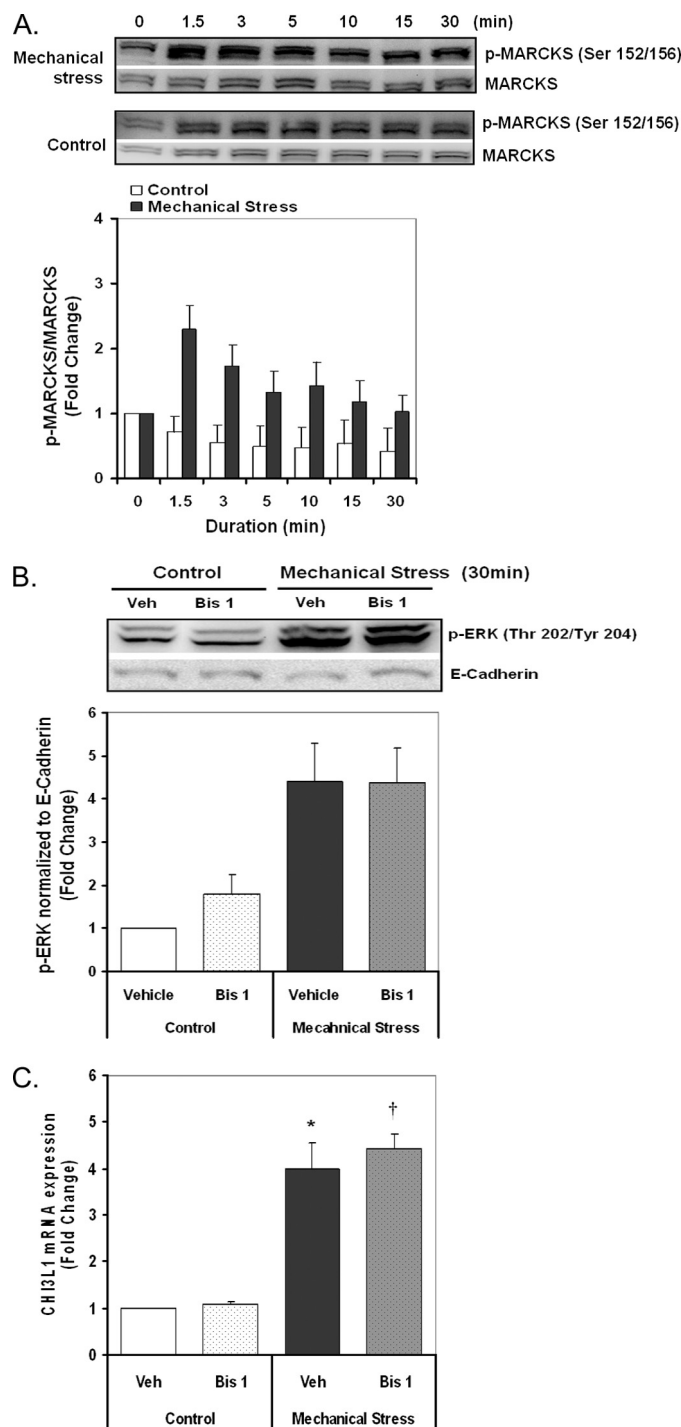 A.
0 1.5 3 5 10 15 30 (min)
Mechanical stress
p-MARCKS (Ser 152/156)
MARCKS
Control
p-MARCKS (Ser 152/156)
MARCKS
Control
Mechanical Stress
p-MARCKS/MARCKS
(Fold Change)
4
3
2
1
0
0 1.5 3 5 10 15 30
Duration (min)
B.
Control Mechanical Stress (30min)
Veh Bis 1 Veh Bis 1
p-ERK (Thr 202/Tyr 204)
E-Cadherin
p-ERK normalized to E-Cadherin
(Fold Change)
6
5
4
3
2
1
0
Vehicle Bis 1 Vehicle Bis 1
Control Mecahnical Stress
C.
CHI3L1 mRNA expression
(Fold Change)
6
5
4
3
2
1
0
* †
Veh Bis 1 Veh Bis 1
Control Mechanical Stress